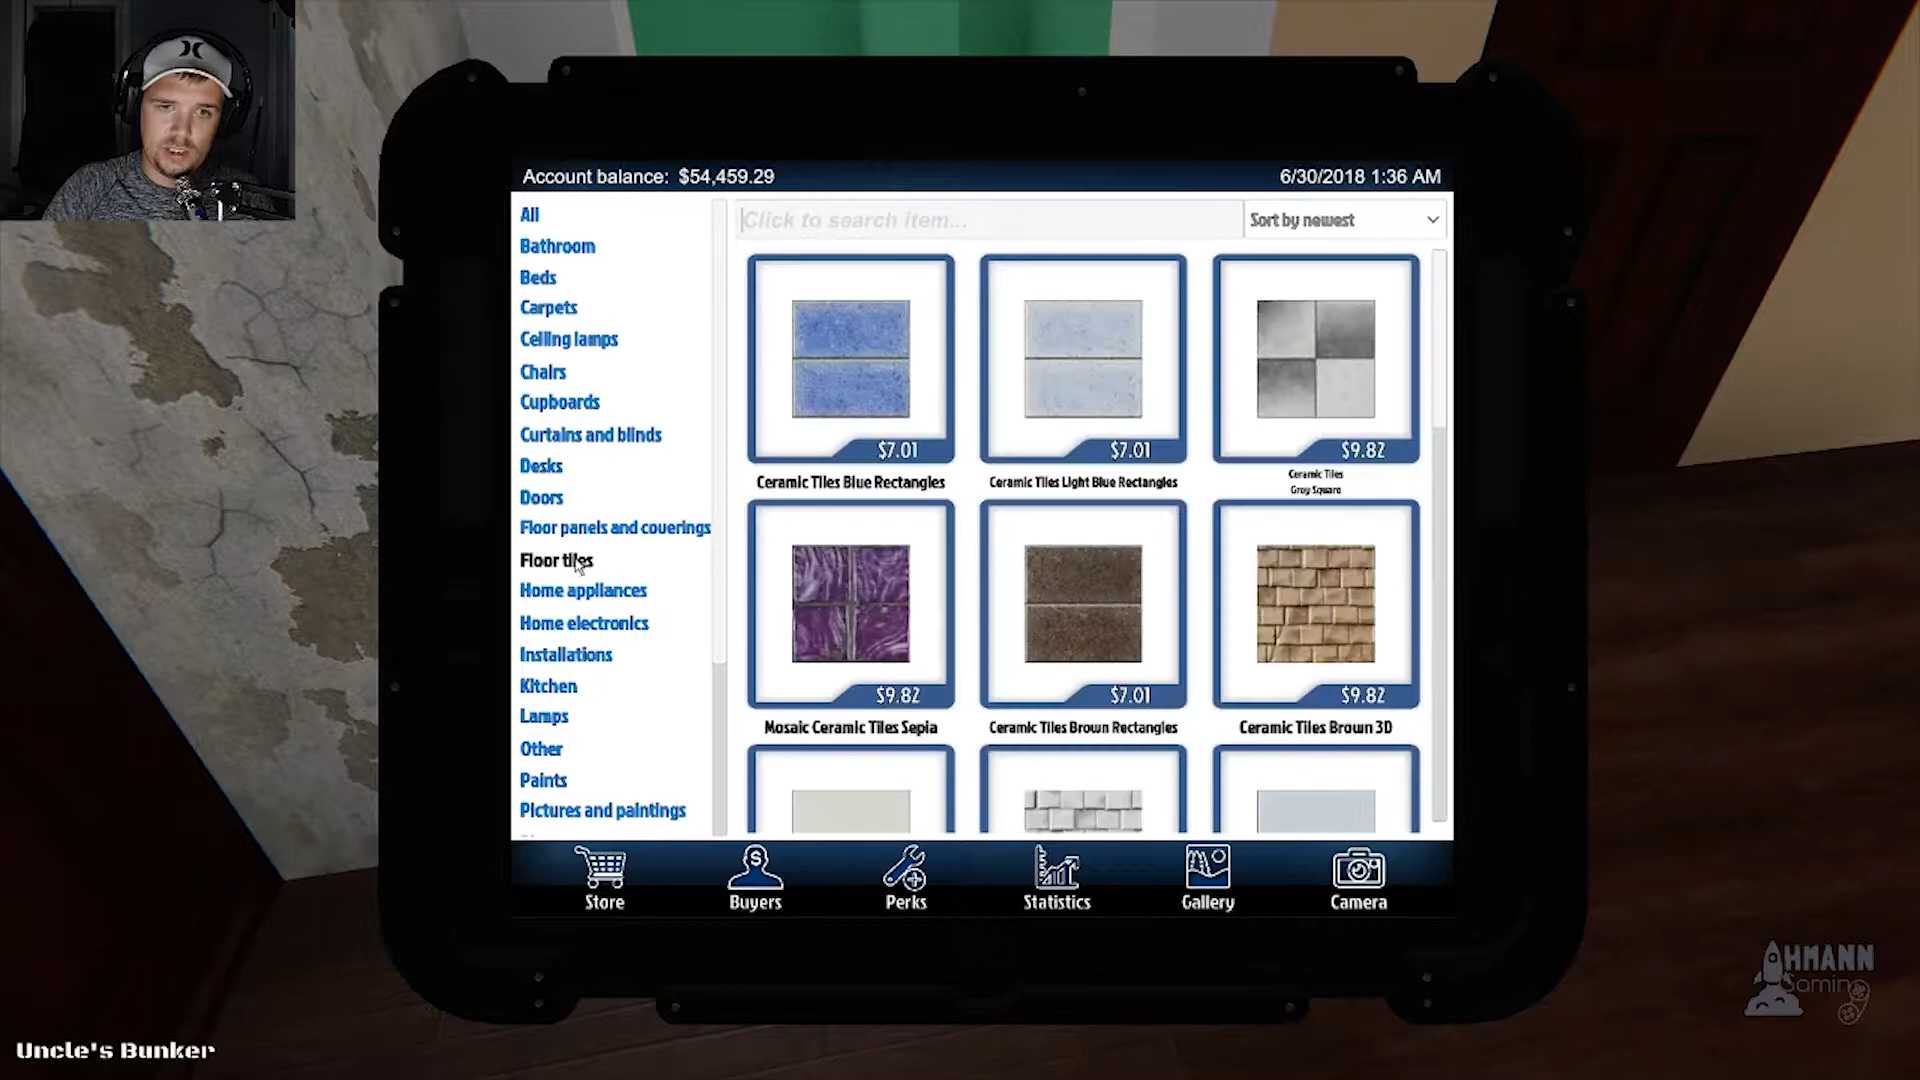 Account balance: $54,459.29
6/30/2018 1:36 AM
All
Bathroom
Beds
Carpets
Ceiling lamps
Chairs
Cupboards
Curtains and blinds
Desks
Doors
Floor panels and coverings
Floor tiles
Home appliances
Home electronics
Installations
Kitchen
Lamps
Other
Paints
Pictures and paintings
Click to search item...
Sort by newest
$7.01
$7.01
$9.82
Ceramic Tiles Blue Rectangles
Ceramic Tiles Light Blue Rectangles
Ceramic Tiles
Grey Square
$9.82
$7.01
$9.82
Mosaic Ceramic Tiles Sepia
Ceramic Tiles Brown Rectangles
Ceramic Tiles Brown 3D
Store
Buyers
Perks
Statistics
Gallery
Camera
AHMANN
Gaming
Uncle's Bunker